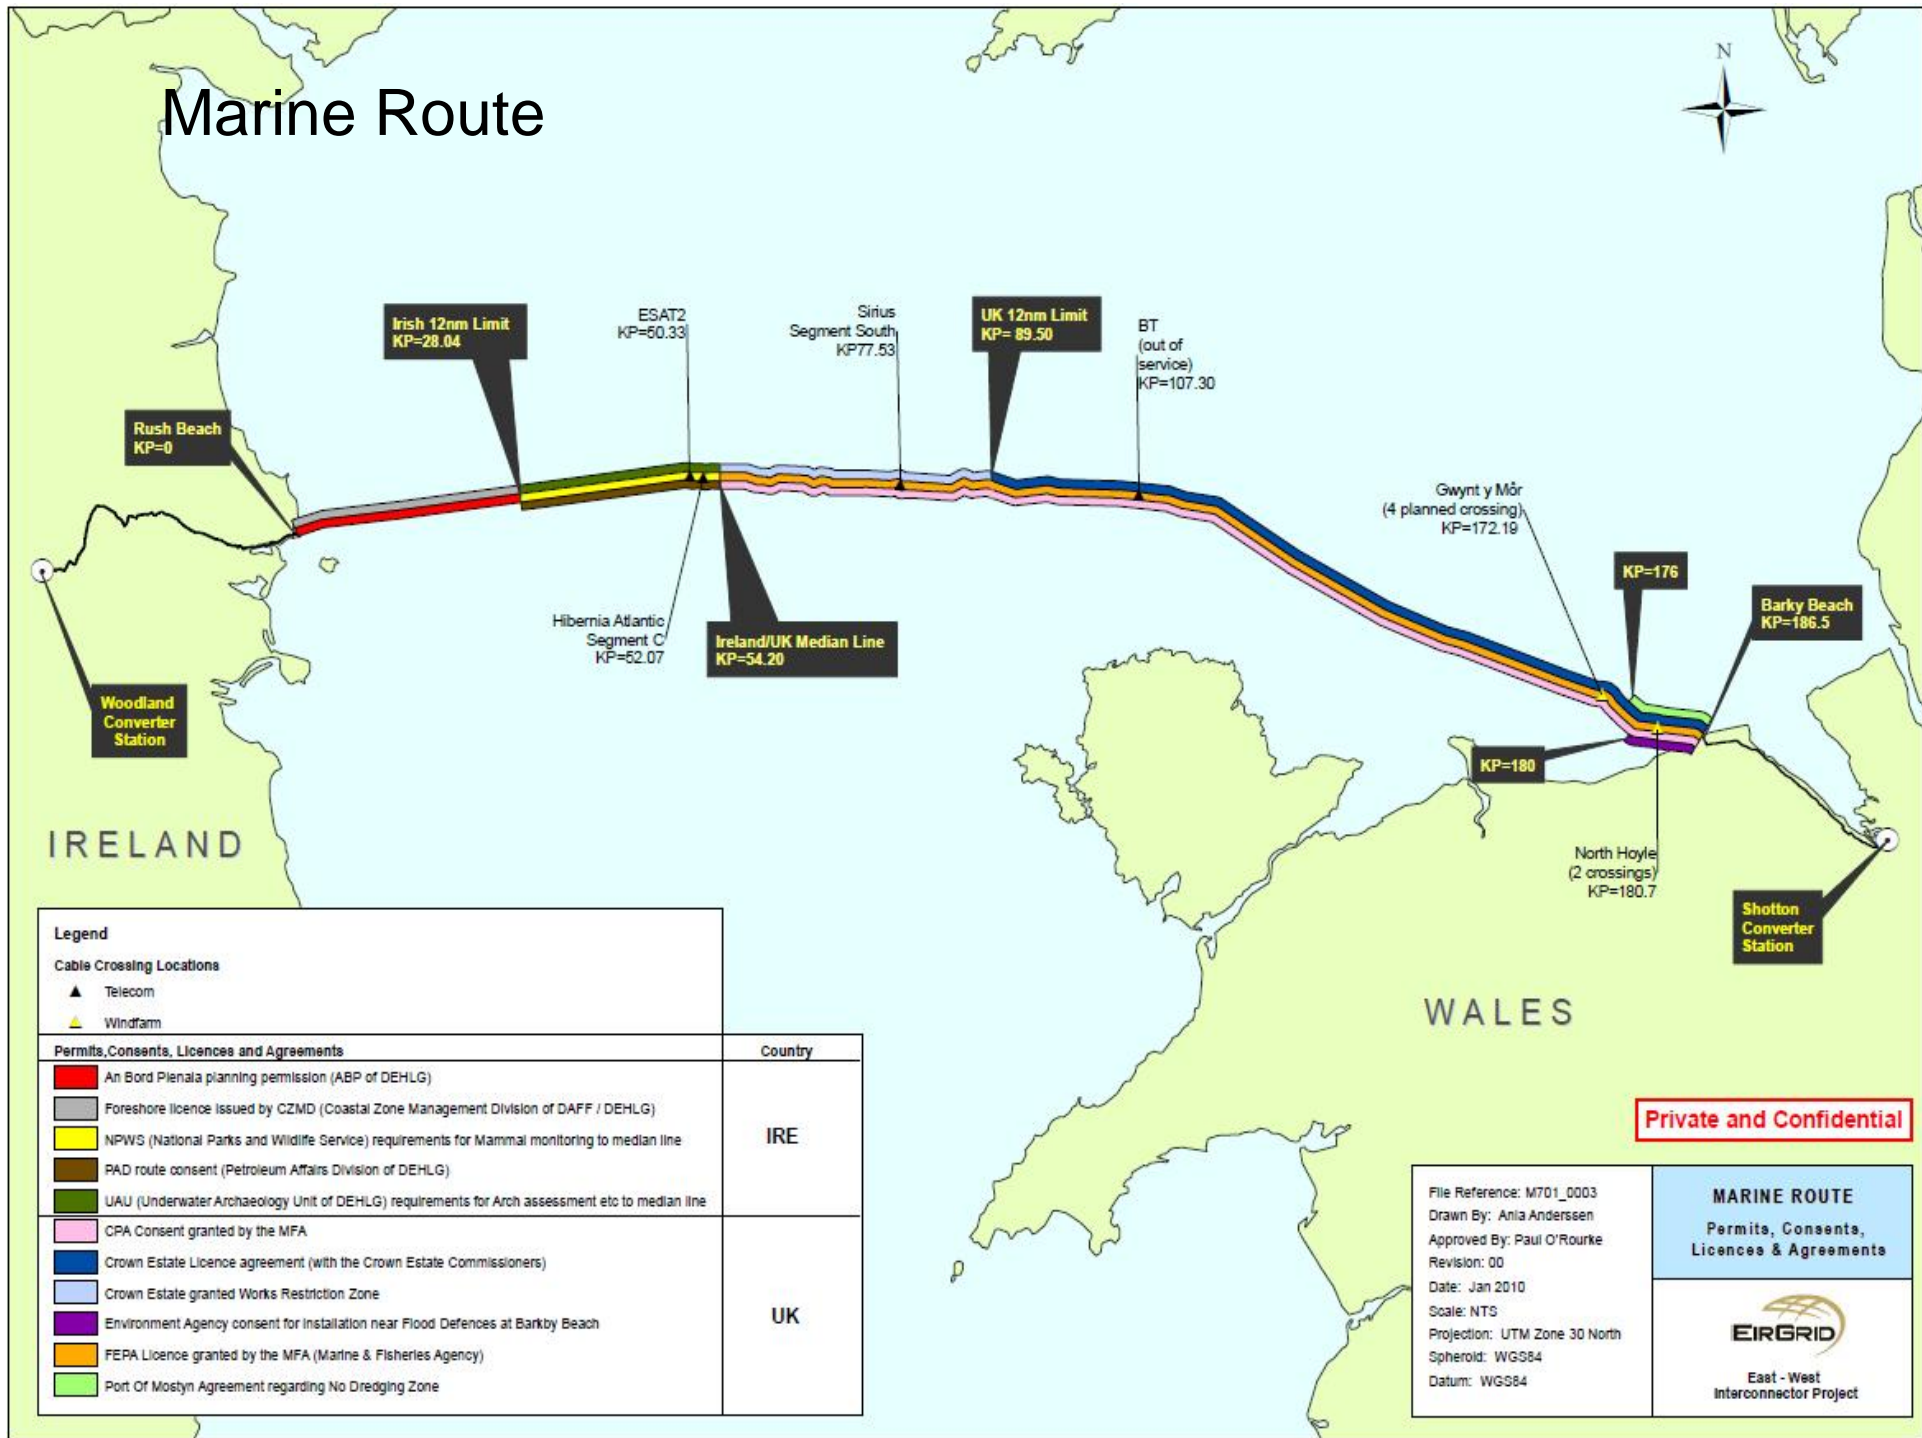 Marine Route
N
Irish 12nm Limit
KP=28.04
ESAT2
KP=50.33
Sirius
Segment South
KP77.53
UK 12nm Limit
KP= 89.50
BT
(out of
service)
KP=107.30
Rush Beach
KP=0
Gwynt y Môr
(4 planned crossing)
KP=172.19
KP=176
Barky Beach
KP=186.5
Hibernia Atlantic
Segment C
KP=52.07
Ireland/UK Median Line
KP=54.20
Woodland
Converter
Station
KP=180
IRELAND
North Hoyle
(2 crossings)
KP=180.7
Shotton
Converter
Station
WALES
Legend
Cable Crossing Locations
Telecom
Windfarm
Permits,Consents, Licences and Agreements
Country
An Bord Plenala planning permission (ABP of DEHLG)
Foreshore licence issued by CZMD (Coastal Zone Management Division of DAFF / DEHLG)
NPWS (National Parks and Wildlife Service) requirements for Mammal monitoring to median line
PAD route consent (Petroleum Affairs Division of DEHLG)
UAU (Underwater Archaeology Unit of DEHLG) requirements for Arch assessment etc to median line
IRE
CPA Consent granted by the MFA
Crown Estate Licence agreement (with the Crown Estate Commissioners)
Crown Estate granted Works Restriction Zone
Environment Agency consent for installation near Flood Defences at Barkby Beach
FEPA Licence granted by the MFA (Marine & Fisheries Agency)
Port Of Mostyn Agreement regarding No Dredging Zone
UK
Private and Confidential
File Reference: M701_0003
Drawn By: Ania Anderssen
Approved By: Paul O'Rourke
Revision: 00
Date: Jan 2010
Scale: NTS
Projection: UTM Zone 30 North
Spheroid: WGS84
Datum: WGS84
MARINE ROUTE
Permits, Consents,
Licences & Agreements
EIRGRID
East - West
Interconnector Project